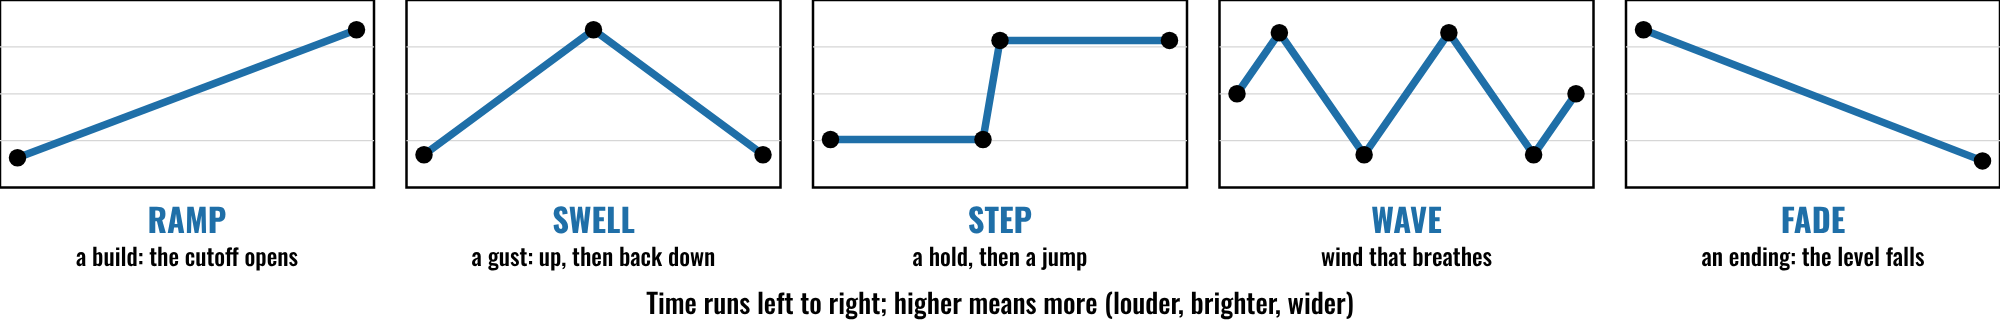 RAMP
a build: the cutoff opens
SWELL
a gust: up, then back down
STEP
a hold, then a jump
WAVE
wind that breathes
FADE
an ending: the level falls
Time runs left to right; higher means more (louder, brighter, wider)